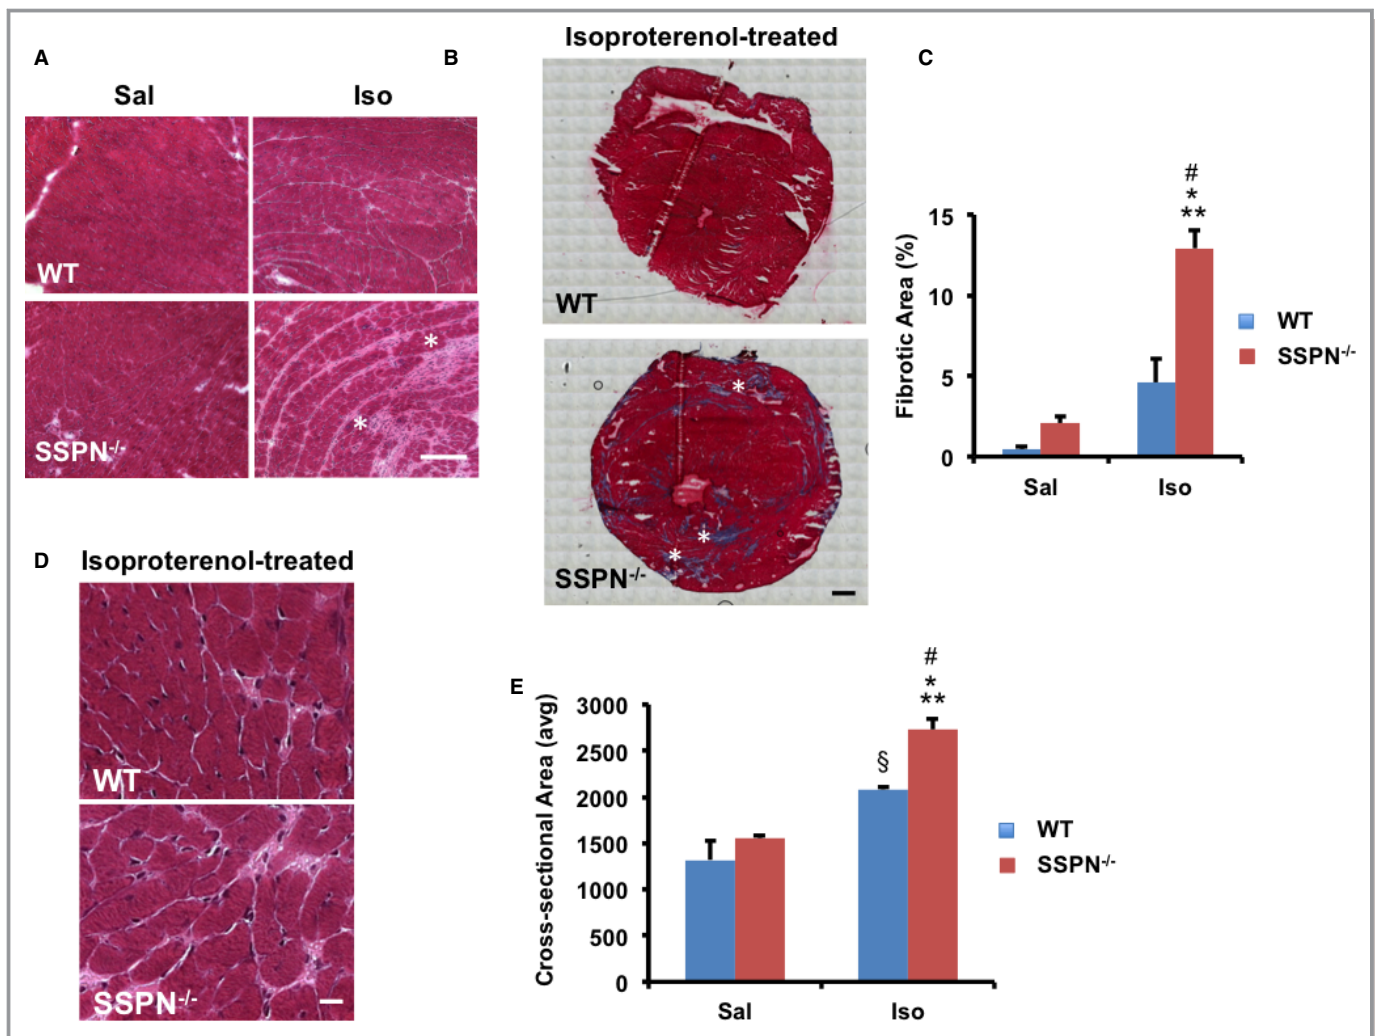 A
Sal
Iso
WT
SSPN-/-
*
*
B
Isoproterenol-treated
WT
SSPN-/-
*
*
*
C
Fibrotic Area (%)
15
10
5
0
#
*
**
Sal
Iso
WT
SSPN-/-
D
Isoproterenol-treated
WT
SSPN-/-
E
Cross-sectional Area (avg)
3000
2500
2000
1500
1000
500
0
§
#
*
**
Sal
Iso
WT
SSPN-/-